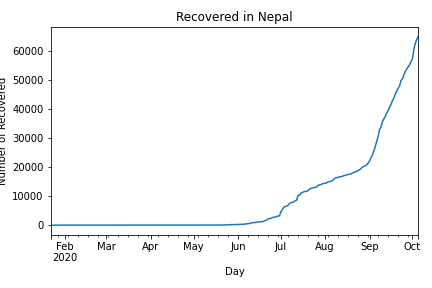 Recovered in Nepal
Number of Recovered
60000
50000
40000
30000
20000
10000
0
Feb Mar Apr May Jun Jul Aug Sep Oct
2020
Day